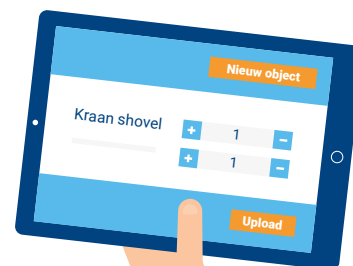 Nieuw object
Kraan shovel
+ 1 −
+ 1 −
Upload